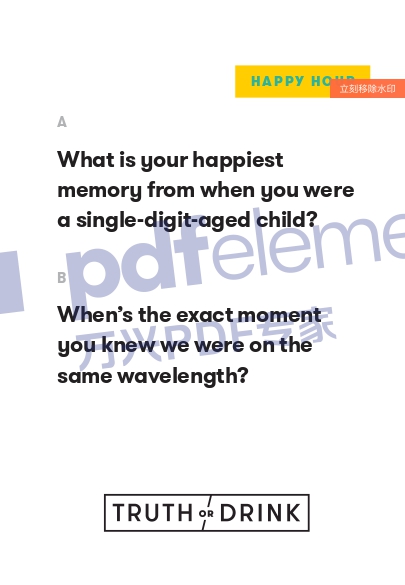 HAPPY HOUR
立刻移除水印
A
What is your happiest
memory from when you were
a single-digit-aged child?
pdfeleme
B
When's the exact moment
you knew we were on the
same wavelength?
万兴PDF专家
TRUTH OR DRINK